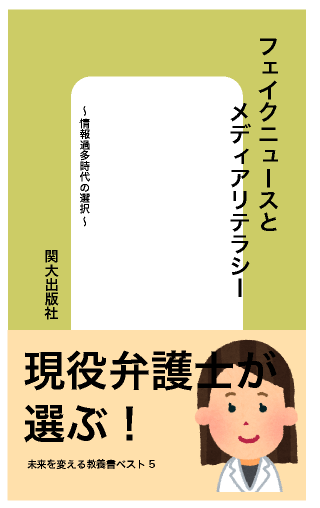 フェイクニュースと
メディアリテラシー
～情報過多時代の選択～
関大出版社
現役弁護士が
選ぶ！
未来を変える教養書ベスト5